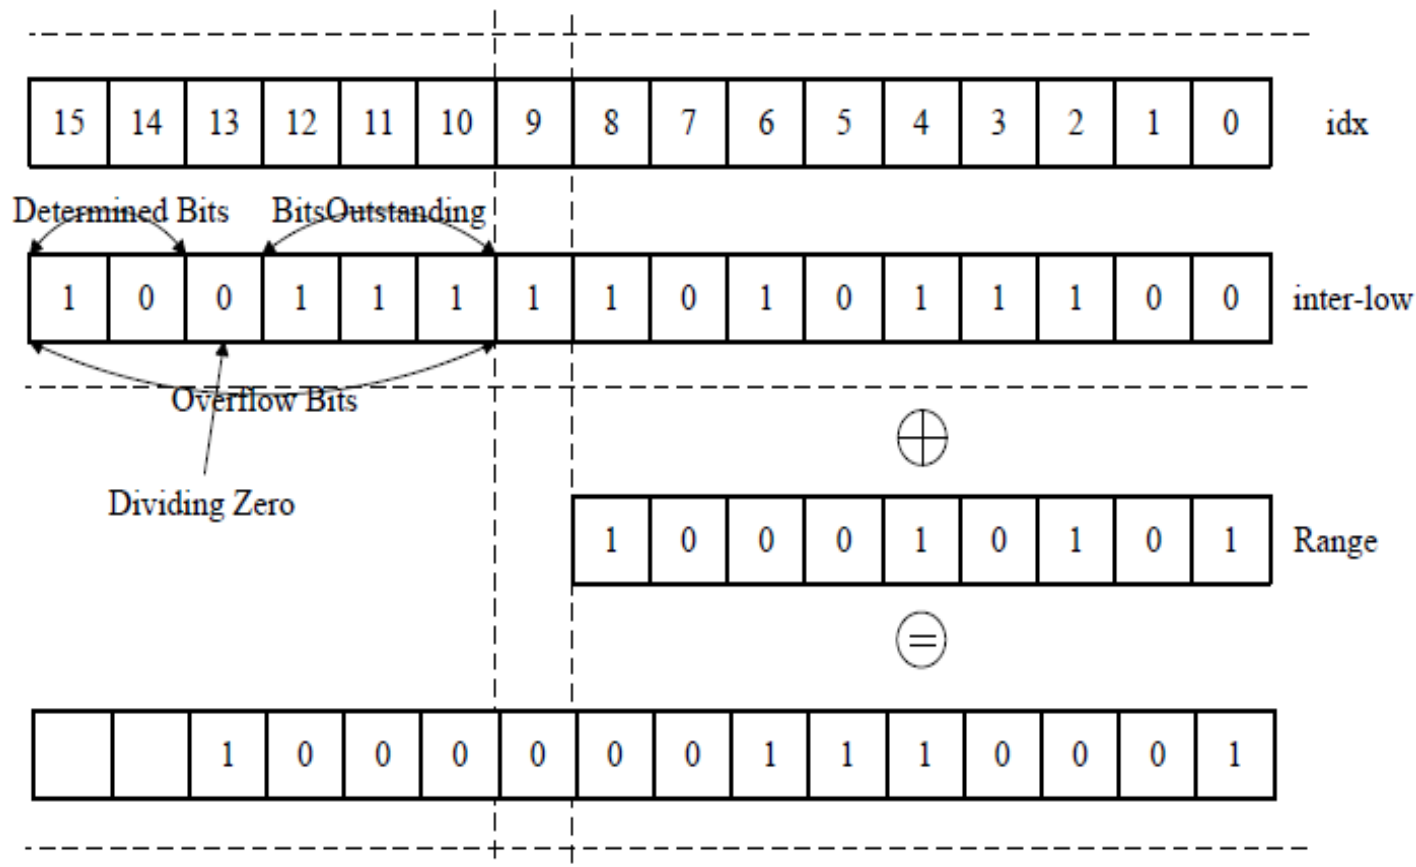 15 14 13 12 11 10 9 8 7 6 5 4 3 2 1 0 idx
Determined Bits BitsOutstanding
1 0 0 1 1 1 1 1 0 1 0 1 1 1 0 0 inter-low
Overflow Bits
Dividing Zero
1 0 0 0 1 0 1 0 1 Range
=
1 0 0 0 0 0 0 1 1 1 0 0 0 1